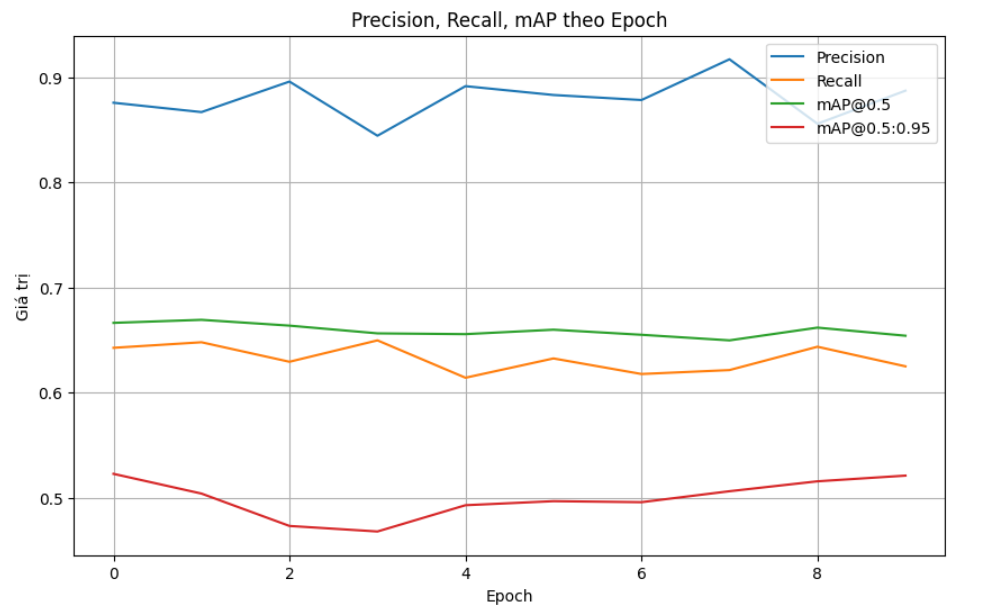 Precision, Recall, mAP theo Epoch
Precision
Recall
mAP@0.5
mAP@0.5:0.95
Giá trị
0.9
0.8
0.7
0.6
0.5
0 2 4 6 8
Epoch